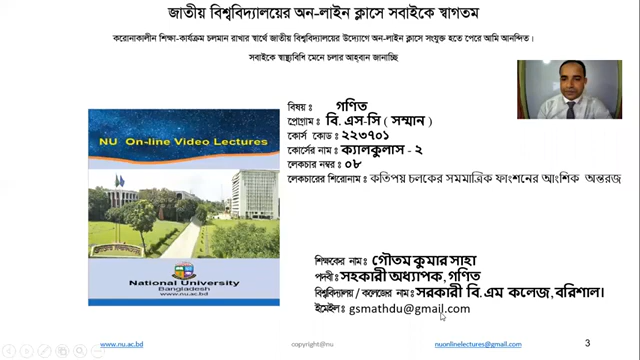 জাতীয় বিশ্ববিদ্যালয়ের অন-লাইন ক্লাসে সবাইকে স্বাগতম
করোনাকালীন শিক্ষা-কার্যক্রম চলমান রাখার স্বার্থে জাতীয় বিশ্ববিদ্যালয়ের উদ্যোগে অন-লাইন ক্লাসে সংযুক্ত হতে পেরে আমি আনন্দিত।
সবাইকে স্বাস্থ্যবিধি মেনে চলার আহ্বান জানাচ্ছি
NU On-line Video Lectures
National University
Bangladesh
www.nu.ac.bd
বিষয় ঃ গণিত
প্রোগ্রাম ঃ বি. এস-সি ( সম্মান )
কোর্স কোড ঃ ২২৩৭০১
কোর্সের নাম ঃ ক্যালকুলাস - ২
লেকচার নম্বর ঃ ০৮
লেকচারের শিরোনাম ঃ কতিপয় চলকের সমমাত্রিক ফাংশনের আংশিক অন্তরজ
শিক্ষকের নাম ঃ গৌতম কুমার সাহা
পদবী ঃ সহকারী অধ্যাপক, গণিত
বিশ্ববিদ্যালয় / কলেজের নাম ঃ সরকারী বি.এম কলেজ, বরিশাল।
ইমেইল ঃ gsmathdu@gmail.com
www.nu.ac.bd copyright@nu nuonlinelectures@gmail.com 3